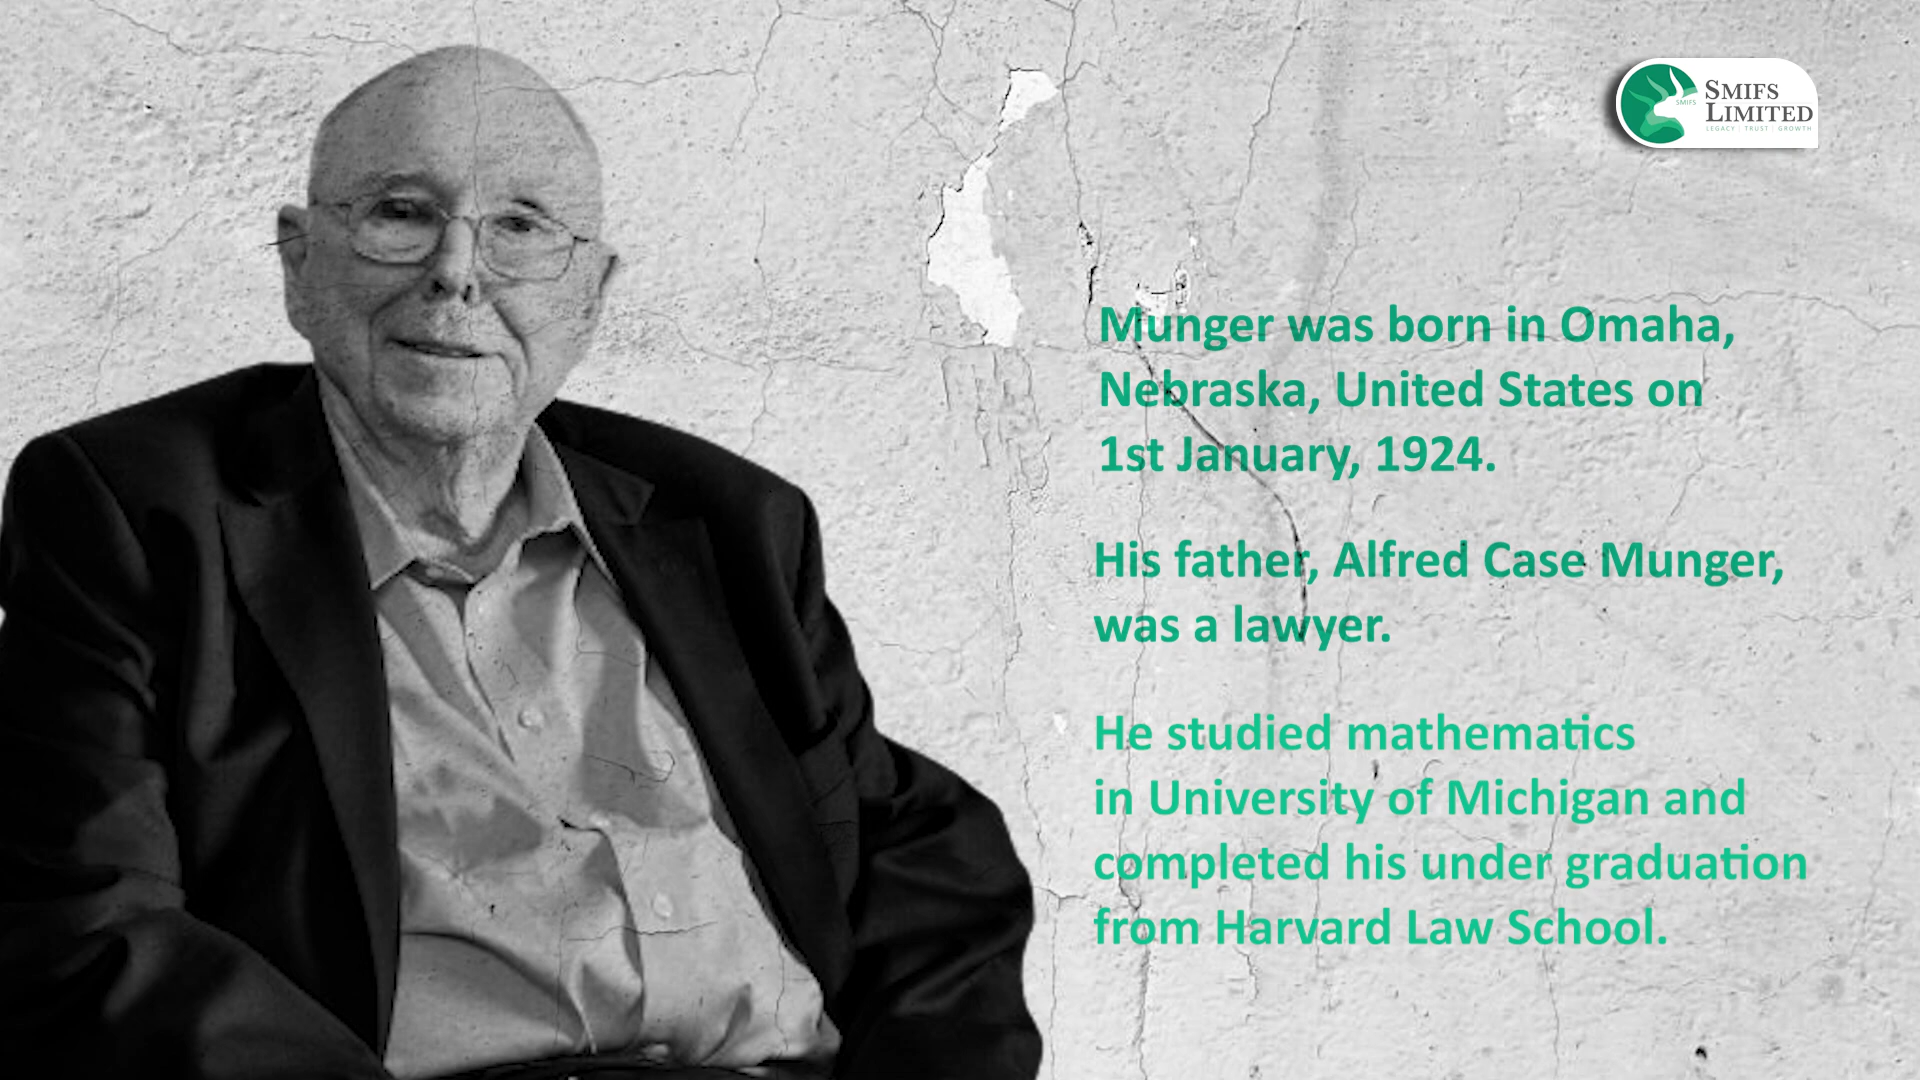 SMIFS
SMIFS
LIMITED
LEGACY | TRUST | GROWTH
Munger was born in Omaha,
Nebraska, United States on
1st January, 1924.
His father, Alfred Case Munger,
was a lawyer.
He studied mathematics
in University of Michigan and
completed his under graduation
from Harvard Law School.